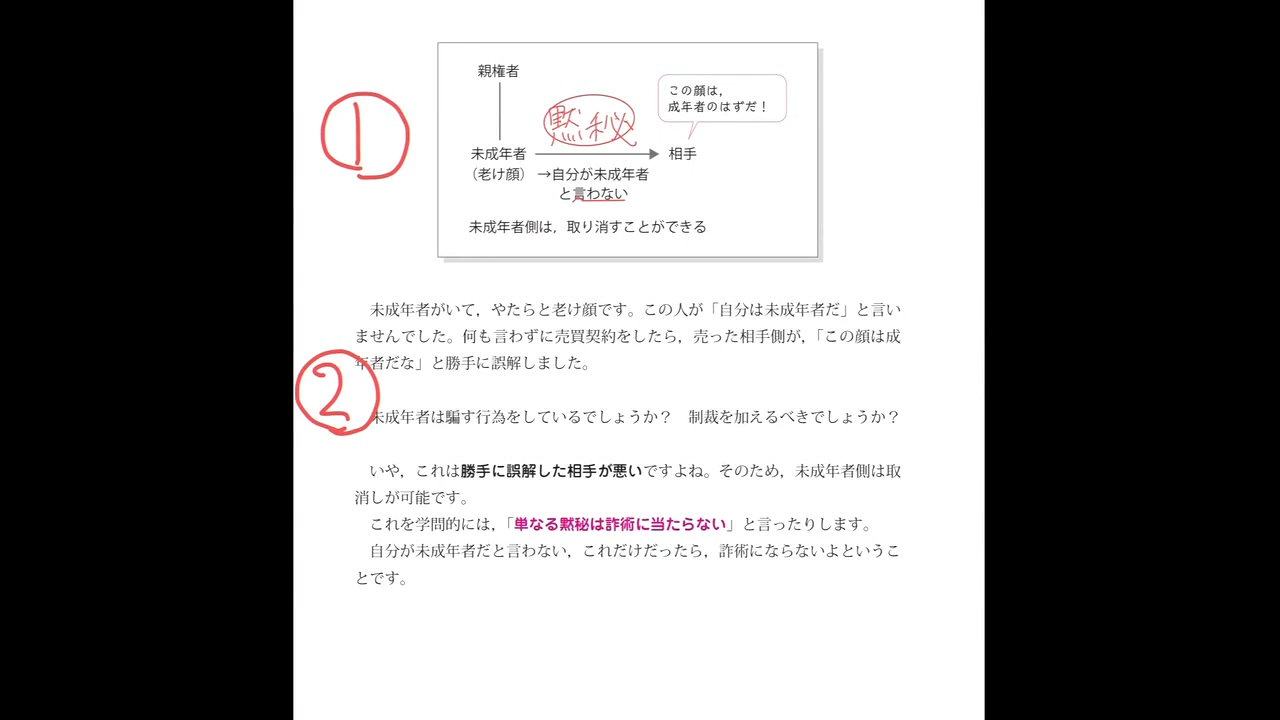 ①
親権者
この顔は，
成年者のはずだ！
黙秘
未成年者
相手
（老け顔）
→自分が未成年者
と言わない
未成年者側は，取り消すことができる
未成年者がいて，やたらと老け顔です。この人が「自分は未成年者だ」と言い
ませんでした。何も言わずに売買契約をしたら，売った相手側が，「この顔は成
年者だな」と勝手に誤解しました。
②
未成年者は騙す行為をしているでしょうか？　制裁を加えるべきでしょうか？
いや，これは勝手に誤解した相手が悪いですよね。そのため，未成年者側は取
消しが可能です。
これを学問的には，「単なる黙秘は詐術に当たらない」と言ったりします。
自分が未成年者だと言わない，これだけだったら，詐術にならないよというこ
とです。